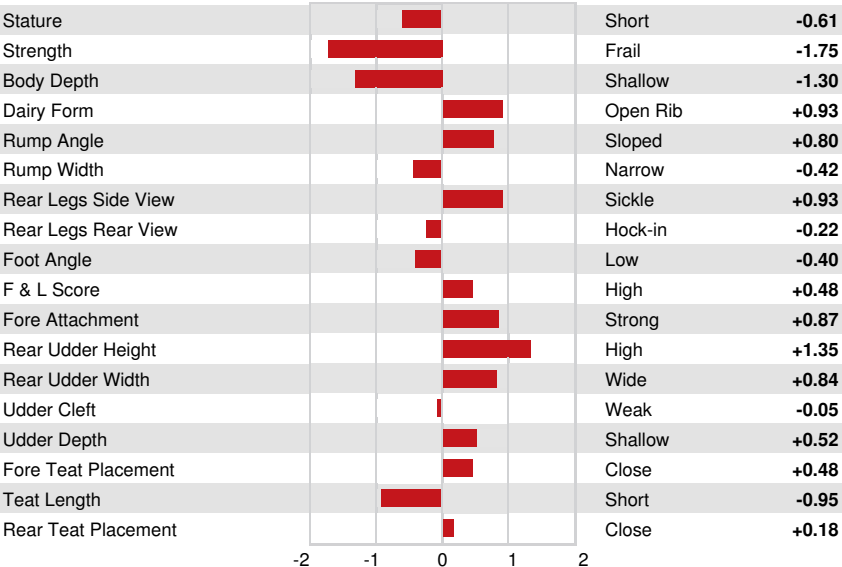 Stature Short -0.61
Strength Frail -1.75
Body Depth Shallow -1.30
Dairy Form Open Rib +0.93
Rump Angle Sloped +0.80
Rump Width Narrow -0.42
Rear Legs Side View Sickle +0.93
Rear Legs Rear View Hock-in -0.22
Foot Angle Low -0.40
F & L Score High +0.48
Fore Attachment Strong +0.87
Rear Udder Height High +1.35
Rear Udder Width Wide +0.84
Udder Cleft Weak -0.05
Udder Depth Shallow +0.52
Fore Teat Placement Close +0.48
Teat Length Short -0.95
Rear Teat Placement Close +0.18
-2 -1 0 1 2